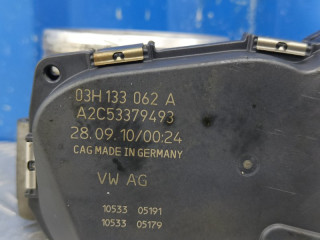 03H 133 062 A
A2C53379493
28.09.10/00:24
CAG MADE IN GERMANY
VW AG
10533 05191
10533 05179